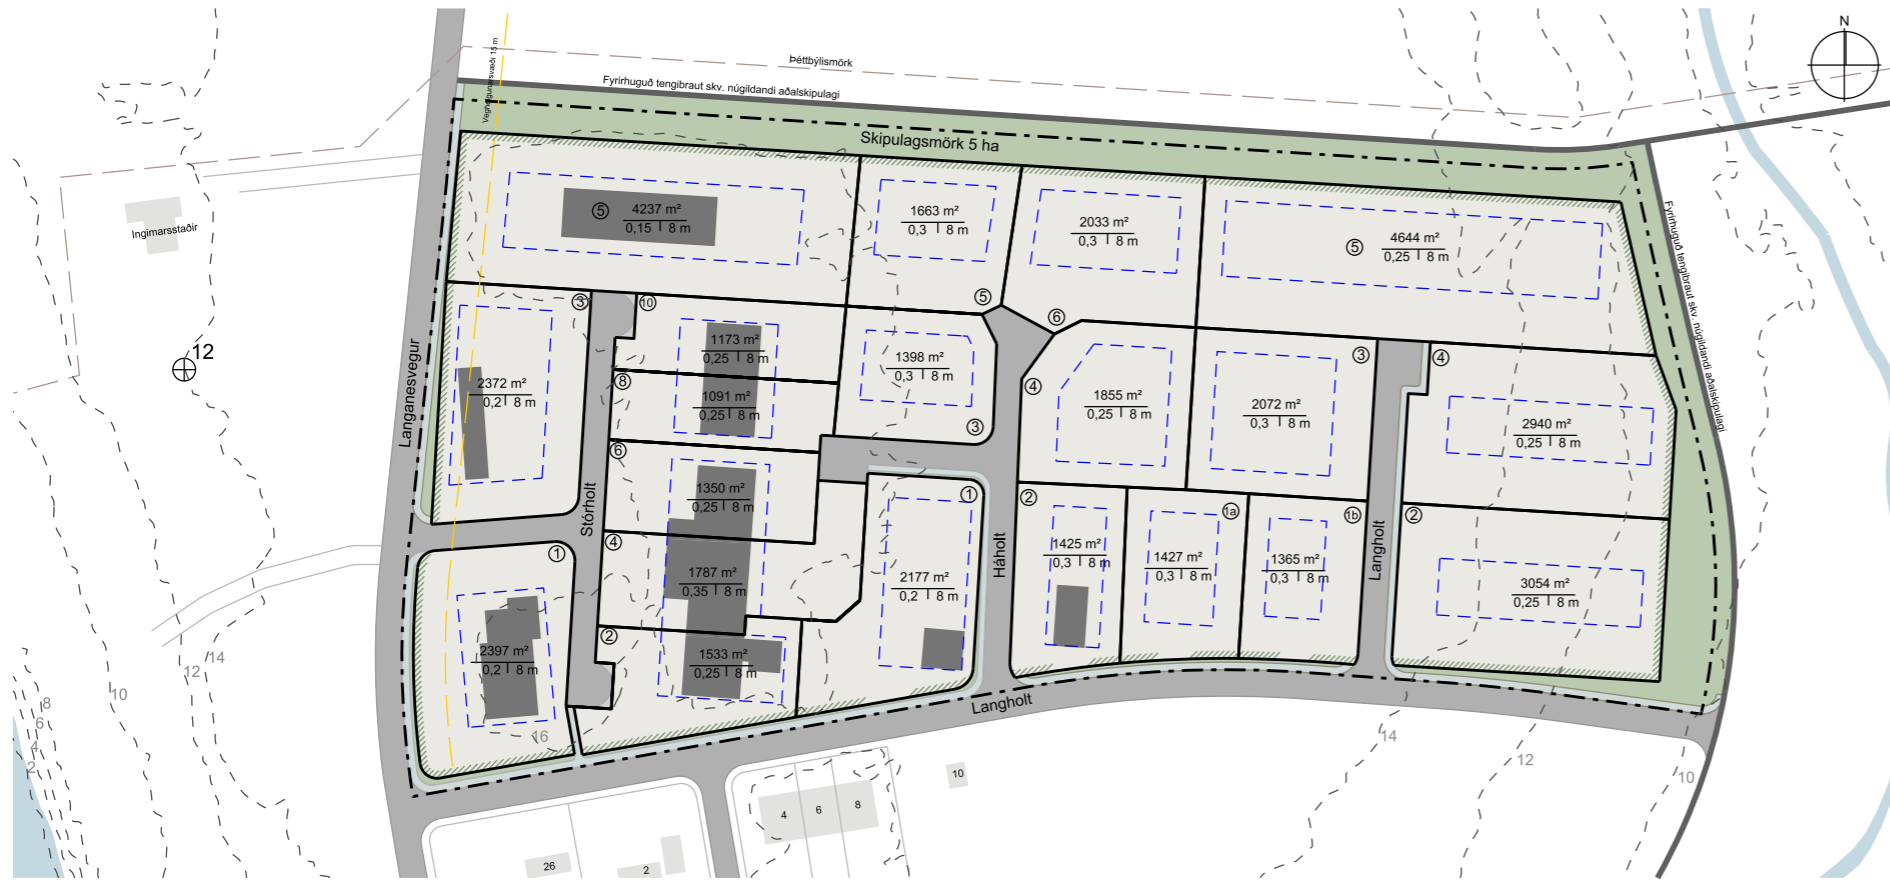 N
Þéttbýlismörk
Fyrirhuguð tengibraut skv. núgildandi aðalskipulagi
Veghelgunarsvæði 15 m
Skipulagsmörk 5 ha
Ingimarsstaðir
12
Langanesvegur
5
4237 m²
0,15 8 m
1663 m²
0,3 8 m
5
2033 m²
0,3 8 m
6
5
4644 m²
0,25 8 m
Fyrirhuguð tengibraut skv. núgildandi aðalskipulagi
3
2372 m²
0,2 8 m
10
1173 m²
0,25 8 m
8
1091 m²
0,25 8 m
1398 m²
0,3 8 m
3
4
1855 m²
0,25 8 m
3
2072 m²
0,3 8 m
4
2940 m²
0,25 8 m
6
1350 m²
0,25 8 m
Stórholt
4
1787 m²
0,35 8 m
1
2177 m²
0,2 8 m
Háholt
2
1425 m²
0,3 8 m
1a
1427 m²
0,3 8 m
1b
1365 m²
0,3 8 m
Langholt
2
3054 m²
0,25 8 m
1
2397 m²
0,2 8 m
2
1533 m²
0,25 8 m
Langholt
14
12
10
8
6
4
2
16
14
12
10
4
6
8
10
26
2